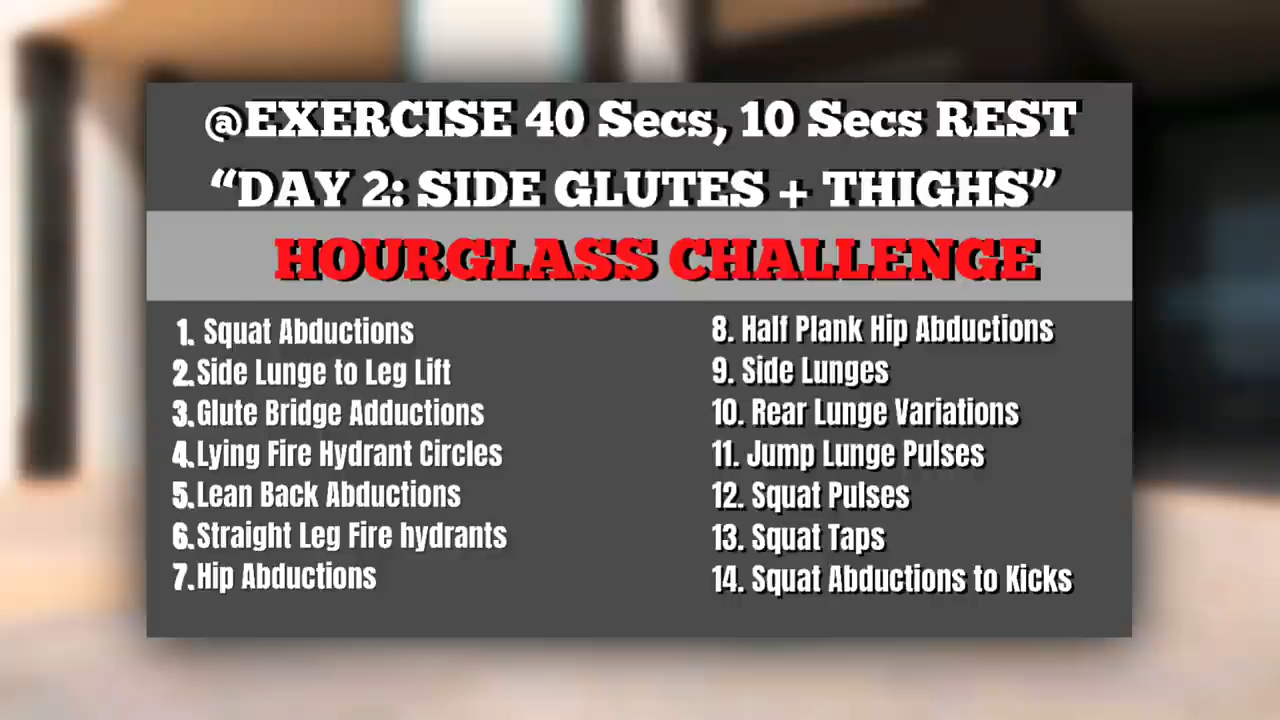 @EXERCISE 40 Secs, 10 Secs REST
“DAY 2: SIDE GLUTES + THIGHS”
HOURGLASS CHALLENGE
1. Squat Abductions
2. Side Lunge to Leg Lift
3. Glute Bridge Adductions
4. Lying Fire Hydrant Circles
5. Lean Back Abductions
6. Straight Leg Fire hydrants
7. Hip Abductions
8. Half Plank Hip Abductions
9. Side Lunges
10. Rear Lunge Variations
11. Jump Lunge Pulses
12. Squat Pulses
13. Squat Taps
14. Squat Abductions to Kicks